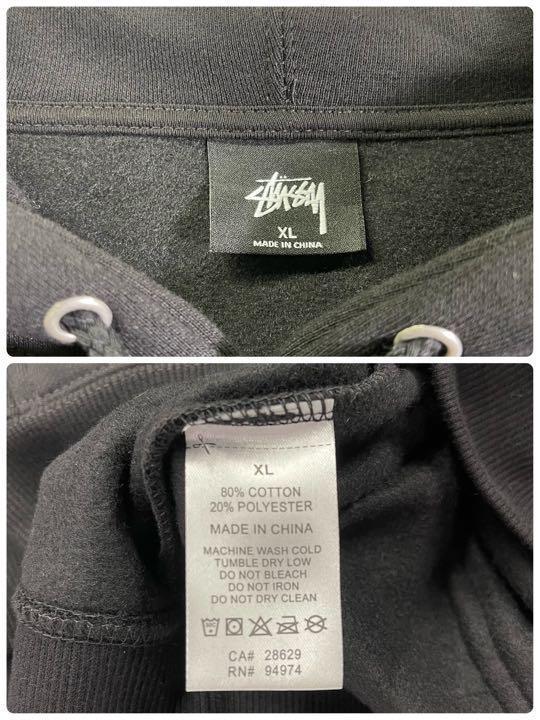 STÜSSY
XL
MADE IN CHINA
XL
80% COTTON
20% POLYESTER
MADE IN CHINA
MACHINE WASH COLD
TUMBLE DRY LOW
DO NOT BLEACH
DO NOT IRON
DO NOT DRY CLEAN
CA# 28629
RN# 94974